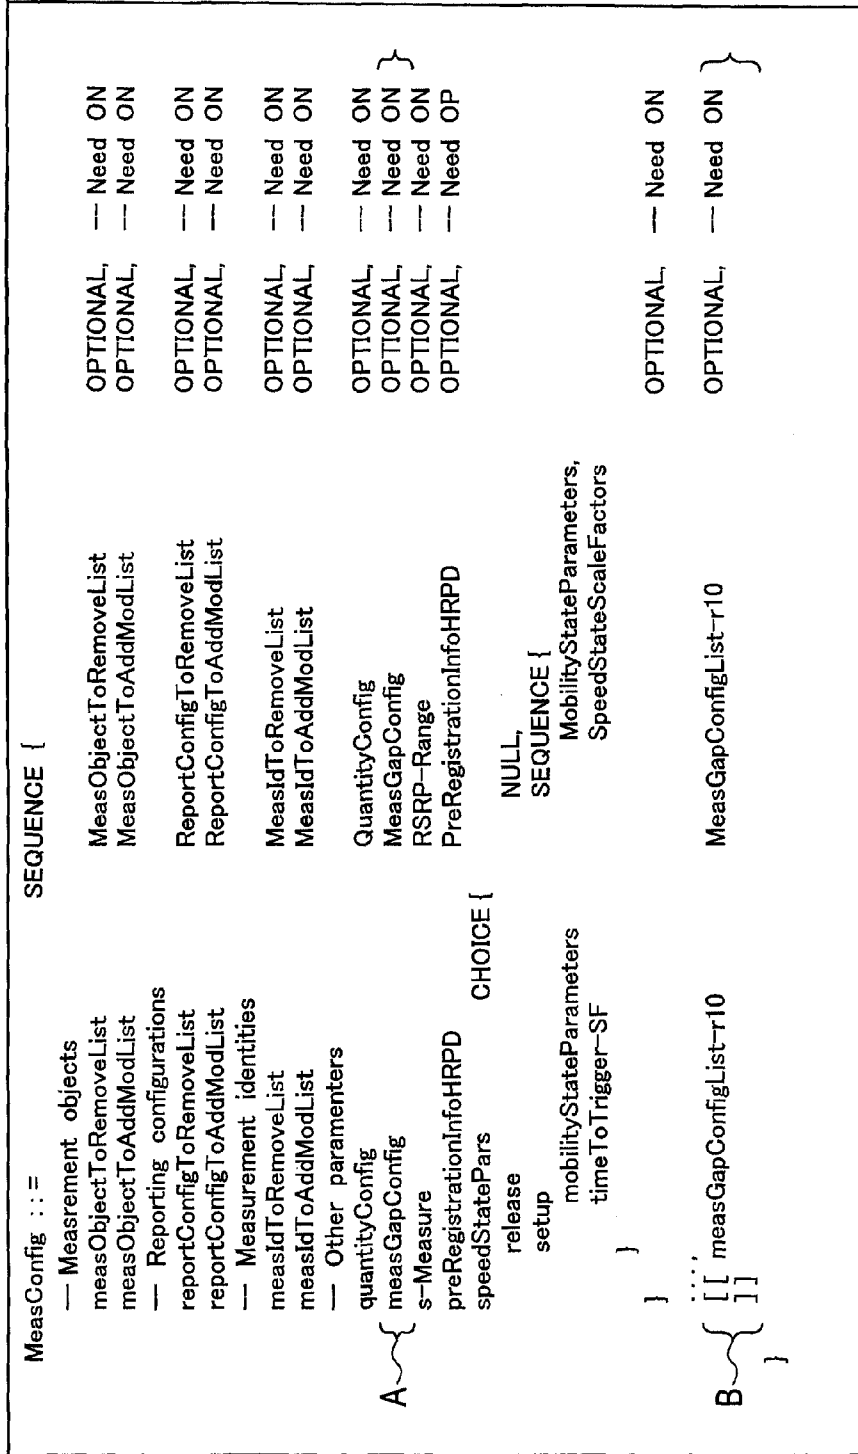 MeasConfig ::= SEQUENCE {
— Measrement objects
measObjectToRemoveList MeasObjectToRemoveList OPTIONAL, —— Need ON
measObjectToAddModList MeasObjectToAddModList OPTIONAL, —— Need ON
— Reporting configurations
reportConfigToRemoveList ReportConfigToRemoveList OPTIONAL, —— Need ON
reportConfigToAddModList ReportConfigToAddModList OPTIONAL, —— Need ON
— Measurement identities
measIdToRemoveList MeasIdToRemoveList OPTIONAL, —— Need ON
measIdToAddModList MeasIdToAddModList OPTIONAL, —— Need ON
— Other paramenters
quantityConfig QuantityConfig OPTIONAL, —— Need ON
A { measGapConfig MeasGapConfig OPTIONAL, —— Need ON }
s-Measure RSRP-Range OPTIONAL, —— Need ON
preRegistrationInfoHRPD PreRegistrationInfoHRPD OPTIONAL, —— Need OP
speedStatePars CHOICE {
release NULL,
setup SEQUENCE {
mobilityStateParameters MobilityStateParameters,
timeToTrigger-SF SpeedStateScaleFactors
}
} OPTIONAL, —— Need ON
....,
B { [[ measGapConfigList-r10 MeasGapConfigList-r10 OPTIONAL, —— Need ON }
]]
}